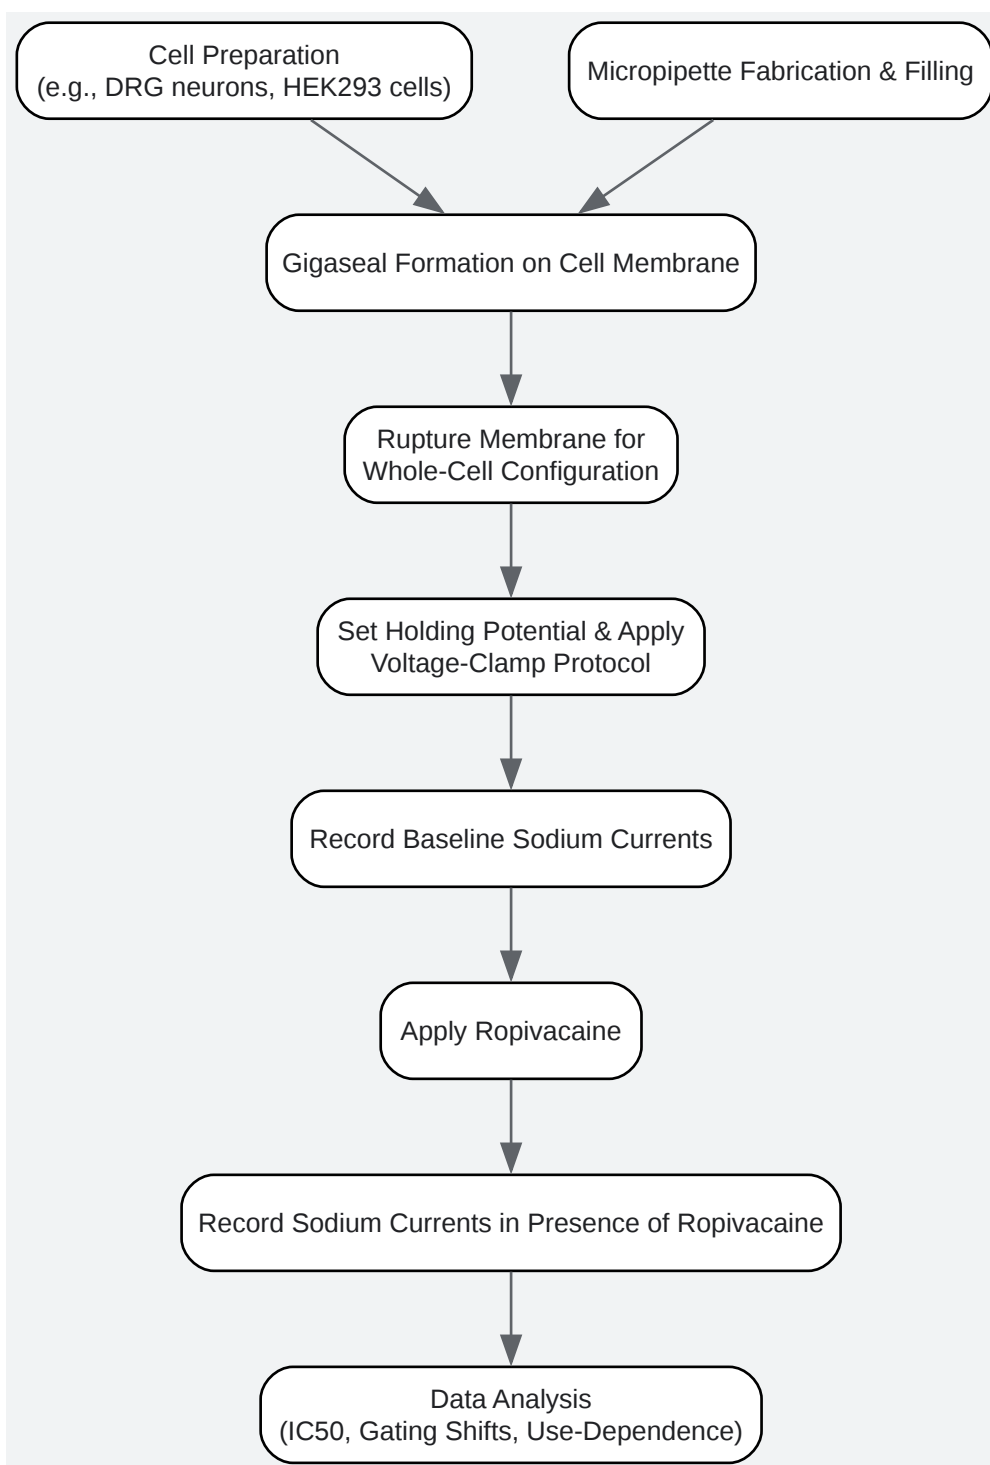 Cell Preparation
(e.g., DRG neurons, HEK293 cells)
Micropipette Fabrication & Filling
Gigaseal Formation on Cell Membrane
Rupture Membrane for
Whole-Cell Configuration
Set Holding Potential & Apply
Voltage-Clamp Protocol
Record Baseline Sodium Currents
Apply Ropivacaine
Record Sodium Currents in Presence of Ropivacaine
Data Analysis
(IC50, Gating Shifts, Use-Dependence)